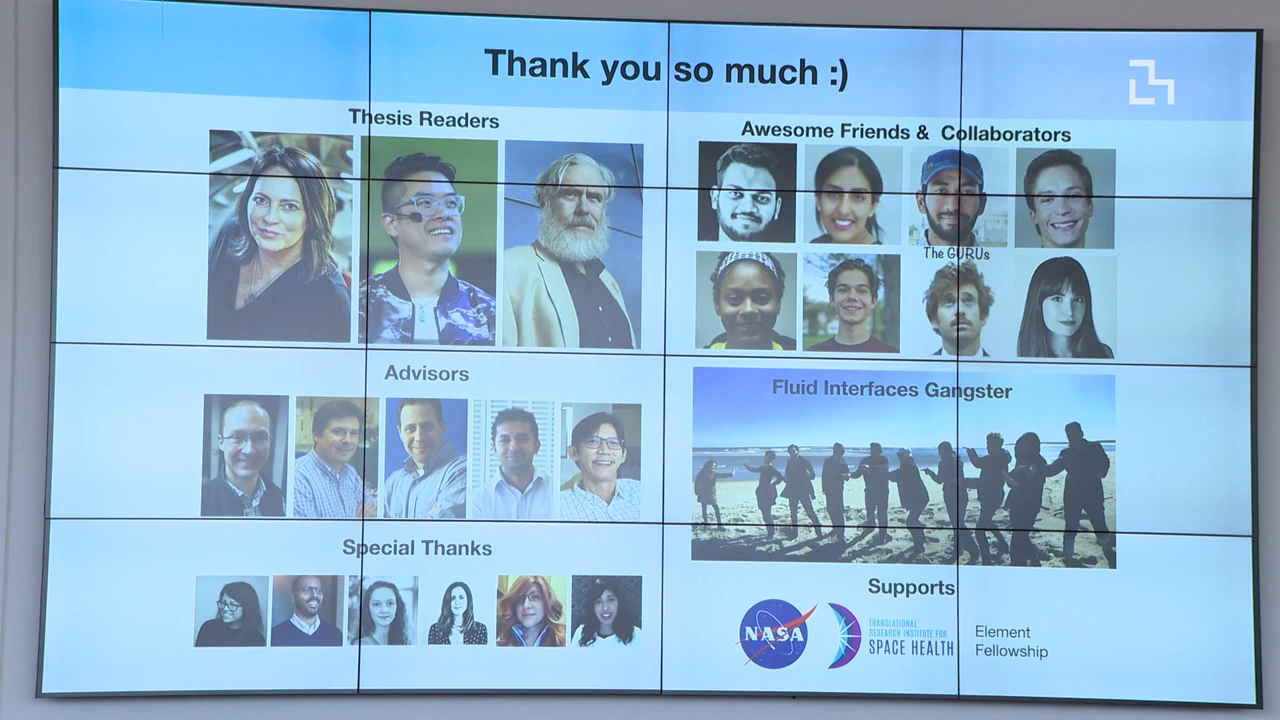 Thank you so much :)
Thesis Readers
Awesome Friends & Collaborators
The GURUs
Advisors
Fluid Interfaces Gangster
Special Thanks
Supports
NASA
TRANSLATIONAL
RESEARCH INSTITUTE FOR
SPACE HEALTH
Element
Fellowship